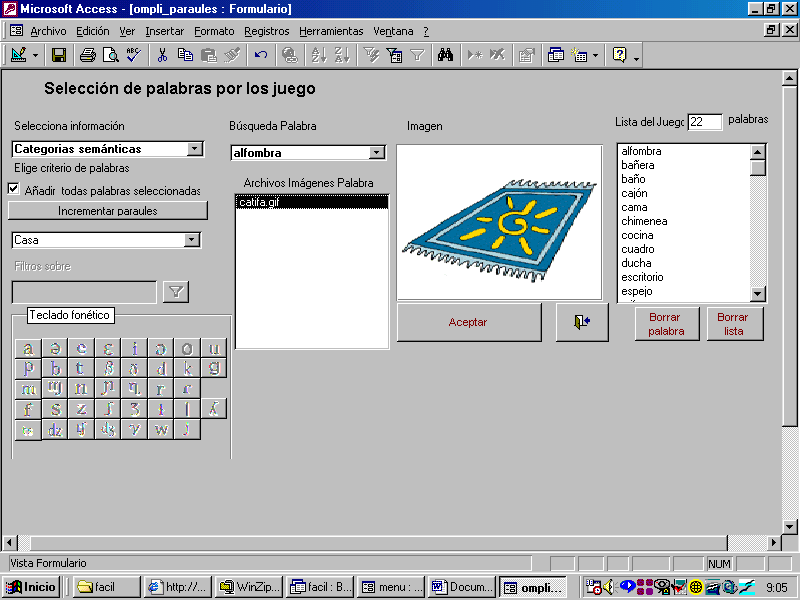 Microsoft Access - [ompli_paraules : Formulario]
Archivo Edición Ver Insertar Formato Registros Herramientas Ventana ?
Selección de palabras por los juego
Selecciona información
Categorias semánticas
Elige criterio de palabras
Añadir todas palabras seleccionadas
Incrementar paraules
Casa
Filtros sobre
Teclado fonético
Búsqueda Palabra
alfombra
Archivos Imágenes Palabra
catifa.gif
Imagen
Aceptar
Lista del Juego 22 palabras
alfombra
bañera
baño
cajón
cama
chimenea
cocina
cuadro
ducha
escritorio
espejo
Borrar palabra
Borrar lista
Vista Formulario
NUM
Inicio
facil
http://...
WinZip...
facil : B...
menu : ...
Docum...
ompli...
9:05